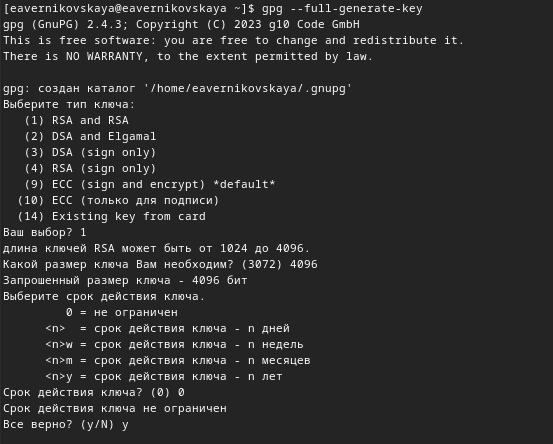 [eavernikovskaya@eavernikovskaya ~]$ gpg --full-generate-key
gpg (GnuPG) 2.4.3; Copyright (C) 2023 g10 Code GmbH
This is free software: you are free to change and redistribute it.
There is NO WARRANTY, to the extent permitted by law.

gpg: создан каталог '/home/eavernikovskaya/.gnupg'
Выберите тип ключа:
   (1) RSA and RSA
   (2) DSA and Elgamal
   (3) DSA (sign only)
   (4) RSA (sign only)
   (9) ECC (sign and encrypt) *default*
  (10) ECC (только для подписи)
  (14) Existing key from card
Ваш выбор? 1
длина ключей RSA может быть от 1024 до 4096.
Какой размер ключа Вам необходим? (3072) 4096
Запрошенный размер ключа - 4096 бит
Выберите срок действия ключа.
         0 = не ограничен
      <n>  = срок действия ключа - n дней
      <n>w = срок действия ключа - n недель
      <n>m = срок действия ключа - n месяцев
      <n>y = срок действия ключа - n лет
Срок действия ключа? (0) 0
Срок действия ключа не ограничен
Все верно? (y/N) y